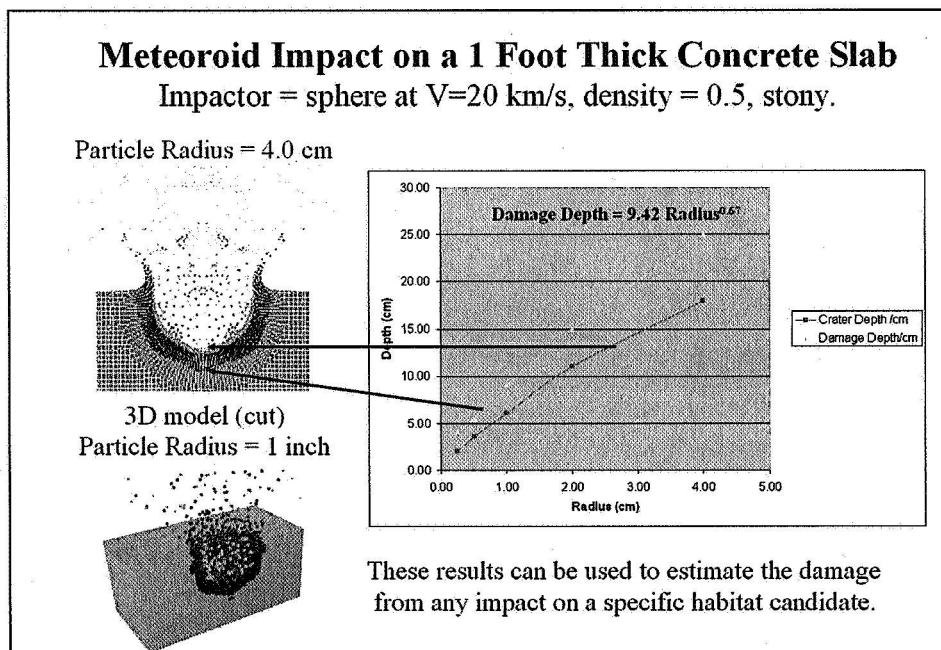 Meteoroid Impact on a 1 Foot Thick Concrete Slab
Impactor = sphere at V=20 km/s, density = 0.5, stony.
Particle Radius = 4.0 cm
3D model (cut)
Particle Radius = 1 inch
Damage Depth = 9.42 Radius^0.67
Depth (cm)
30.00
25.00
20.00
15.00
10.00
5.00
0.00
0.00 1.00 2.00 3.00 4.00 5.00
Radius (cm)
Crater Depth /cm
Damage Depth/cm
These results can be used to estimate the damage
from any impact on a specific habitat candidate.